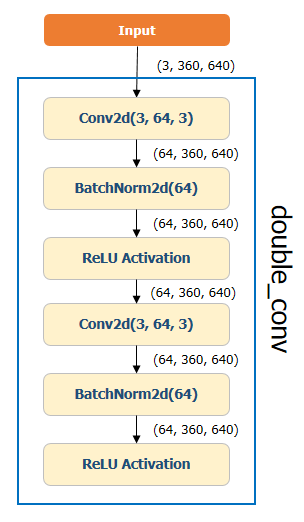 Input
(3, 360, 640)
Conv2d(3, 64, 3)
(64, 360, 640)
BatchNorm2d(64)
(64, 360, 640)
ReLU Activation
(64, 360, 640)
Conv2d(3, 64, 3)
(64, 360, 640)
BatchNorm2d(64)
(64, 360, 640)
ReLU Activation
double_conv